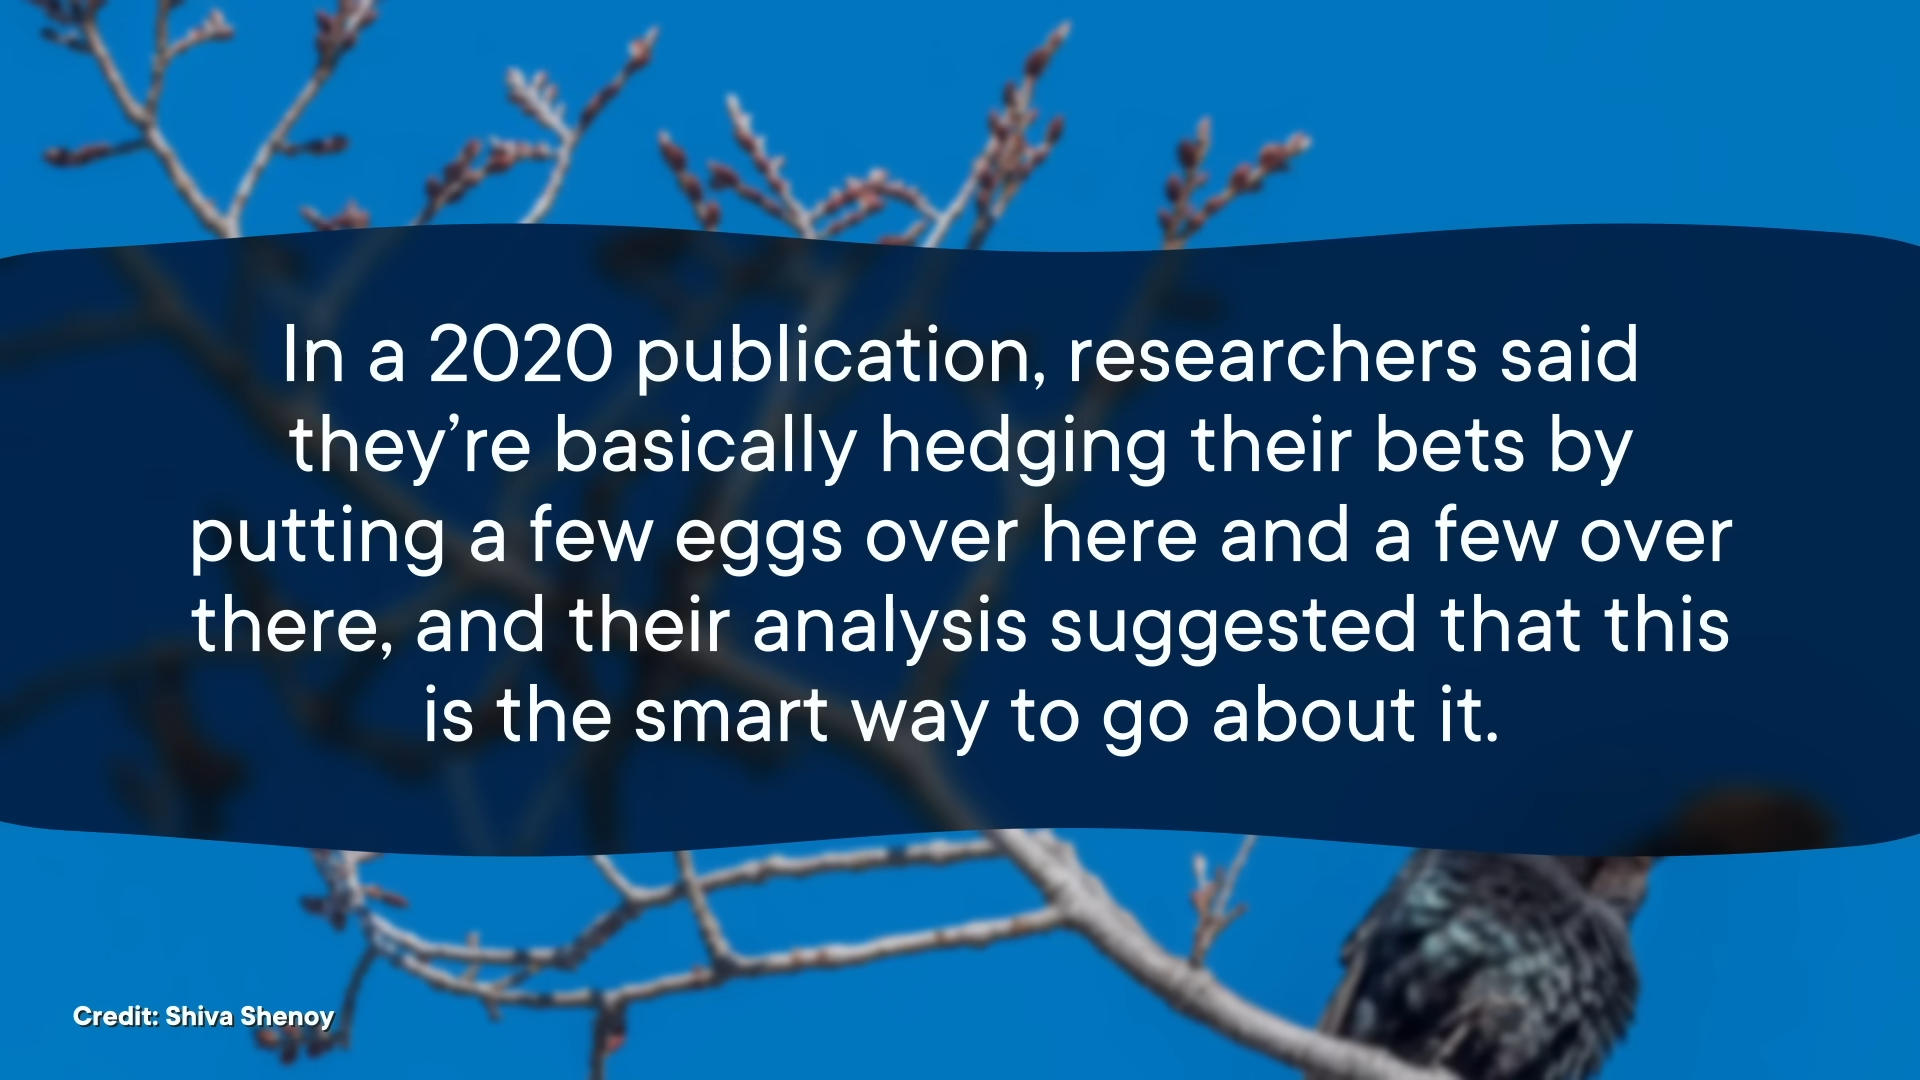 In a 2020 publication, researchers said
they’re basically hedging their bets by
putting a few eggs over here and a few over
there, and their analysis suggested that this
is the smart way to go about it.
Credit: Shiva Shenoy